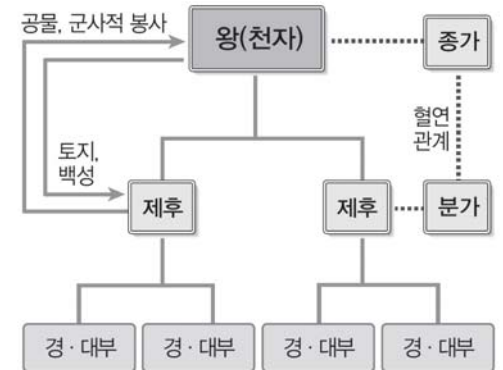 공물, 군사적 봉사
왕(천자)
종가
혈연
관계
토지,
백성
제후
제후
분가
경·대부
경·대부
경·대부
경·대부